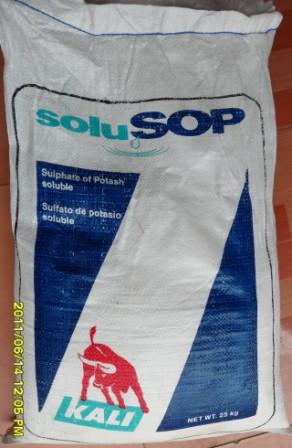 soluSOP
Sulphate of Potash
soluble
Sulfato de potasio
soluble
KALI
NET WT. 25 kg
2011/06/14 12:05 PM